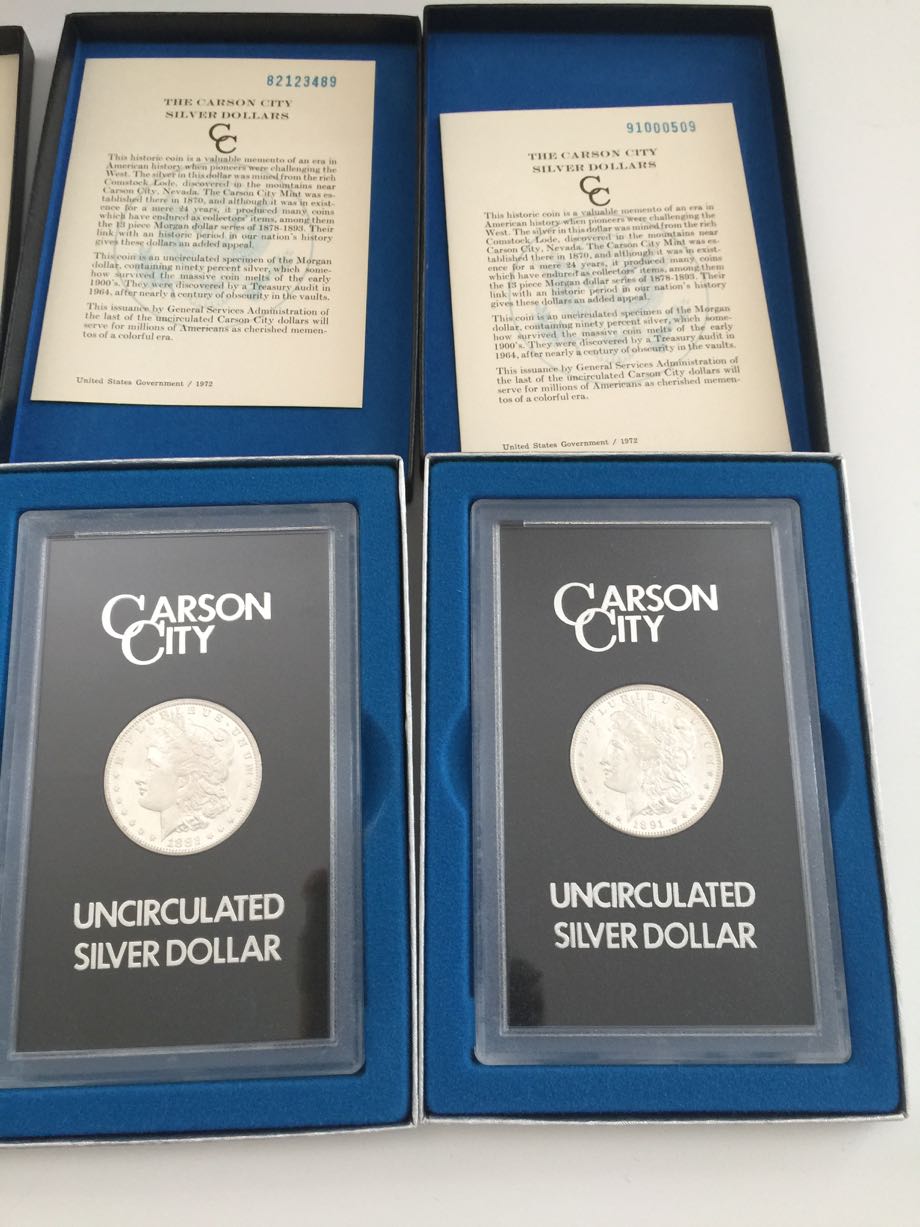 82123489
THE CARSON CITY
SILVER DOLLARS
CC
This historic coin is a valuable memento of an era in
American history when pioneers were challenging the
West. The silver in this dollar was mined from the rich
Comstock Lode, discovered in the mountains near
Carson City, Nevada. The Carson City Mint was es-
tablished there in 1870, and although it was in exist-
ence for a mere 24 years, it produced many coins
which have endured as collectors' items, among them
the 13 piece Morgan dollar series of 1878-1893. Their
link with an historic period in our nation's history
gives these dollars an added appeal.
This coin is an uncirculated specimen of the Morgan
dollar, containing ninety percent silver, which some-
how survived the massive coin melts of the early
1900's. They were discovered by a Treasury audit in
1964, after nearly a century of obscurity in the vaults.
This issuance by General Services Administration of
the last of the uncirculated Carson City dollars will
serve for millions of Americans as cherished memen-
tos of a colorful era.
United States Government / 1972
91000509
THE CARSON CITY
SILVER DOLLARS
CC
This historic coin is a valuable memento of an era in
American history when pioneers were challenging the
West. The silver in this dollar was mined from the rich
Comstock Lode, discovered in the mountains near
Carson City, Nevada. The Carson City Mint was es-
tablished there in 1870, and although it was in exist-
ence for a mere 24 years, it produced many coins
which have endured as collectors' items, among them
the 13 piece Morgan dollar series of 1878-1893. Their
link with an historic period in our nation's history
gives these dollars an added appeal.
This coin is an uncirculated specimen of the Morgan
dollar, containing ninety percent silver, which some-
how survived the massive coin melts of the early
1900's. They were discovered by a Treasury audit in
1964, after nearly a century of obscurity in the vaults.
This issuance by General Services Administration of
the last of the uncirculated Carson City dollars will
serve for millions of Americans as cherished memen-
tos of a colorful era.
United States Government / 1972
CARSON
CITY
E PLURIBUS UNUM
UNCIRCULATED
SILVER DOLLAR
CARSON
CITY
E PLURIBUS UNUM
1891
UNCIRCULATED
SILVER DOLLAR